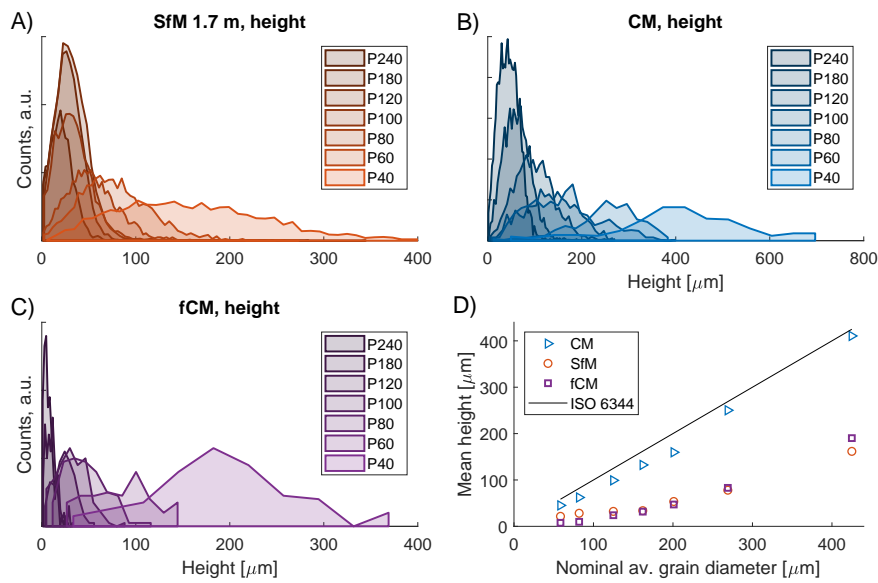 A)
SfM 1.7 m, height
Counts, a.u.
P240
P180
P120
P100
P80
P60
P40
0 100 200 300 400
B)
CM, height
P240
P180
P120
P100
P80
P60
P40
0 200 400 600 800
Height [μm]
C)
fCM, height
Counts, a.u.
P240
P180
P120
P100
P80
P60
P40
0 100 200 300 400
Height [μm]
D)
Mean height [μm]
400
300
200
100
0
CM
SfM
fCM
ISO 6344
0 100 200 300 400
Nominal av. grain diameter [μm]